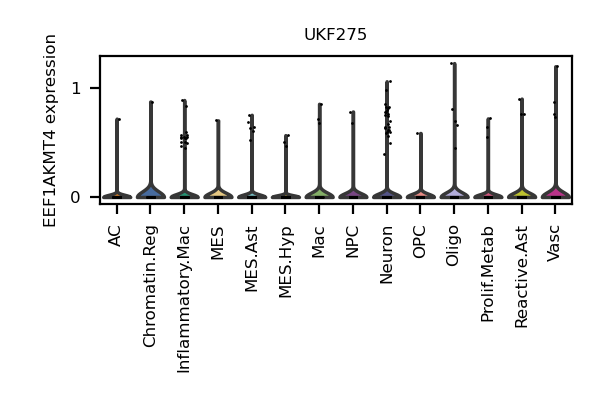 UKF275
EEF1AKMT4 expression
1
0
AC
Chromatin.Reg
Inflammatory.Mac
MES
MES.Ast
MES.Hyp
Mac
NPC
Neuron
OPC
Oligo
Prolif.Metab
Reactive.Ast
Vasc